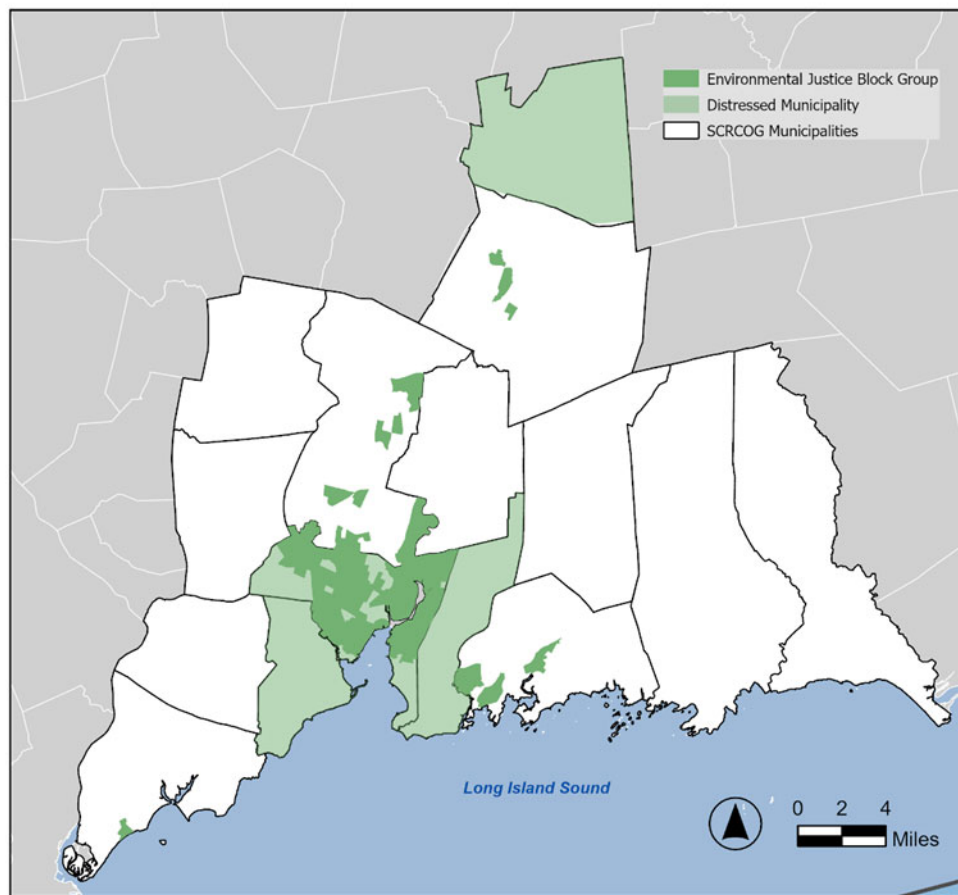 Environmental Justice Block Group
Distressed Municipality
SCRCOG Municipalities
Long Island Sound
0 2 4
Miles